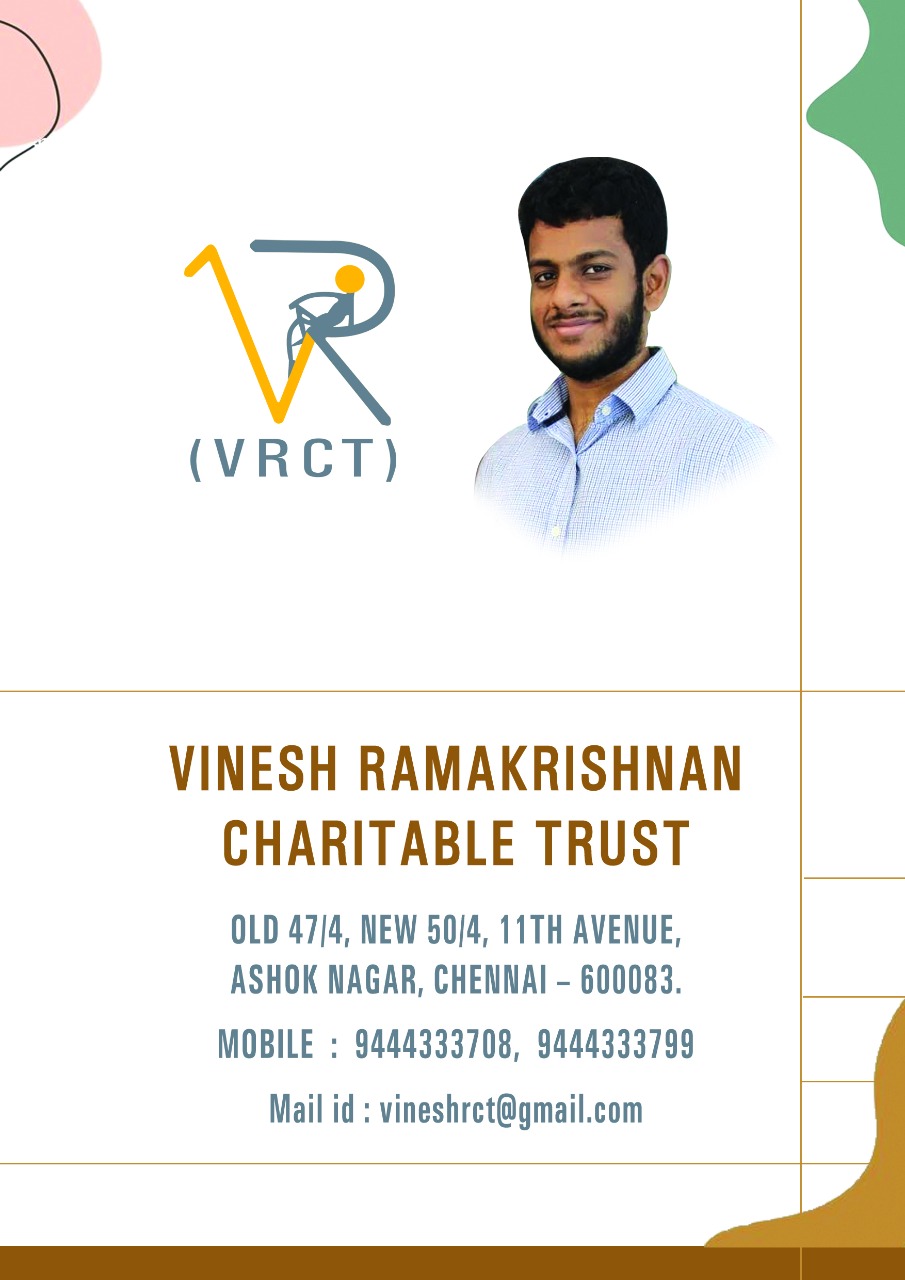 VR
(VRCT)
VINESH RAMAKRISHNAN
CHARITABLE TRUST
OLD 47/4, NEW 50/4, 11TH AVENUE,
ASHOK NAGAR, CHENNAI – 600083.
MOBILE : 9444333708, 9444333799
Mail id : vineshrct@gmail.com